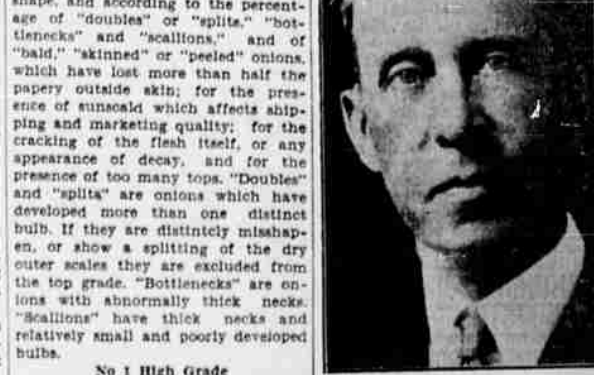 shape, and according to the percent-
age of "doubles" or "splits," "bot-
tlenecks" and "scallions," and of
"bald," "skinned" or "peeled" onions,
which have lost more than half the
papery outside skin; for the pres-
ence of sunscald which affects ship-
ping and marketing quality; for the
cracking of the flesh itself, or any
appearance of decay, and for the
presence of too many tops. "Doubles"
and "splits" are onions which have
developed more than one distinct
bulb. If they are distintcly misshap-
en, or show a splitting of the dry
outer scales they are excluded from
the top grade. "Bottlenecks" are on-
ions with abnormally thick necks.
"Scallions" have thick necks and
relatively small and poorly developed
bulbs.
No 1 High Grade